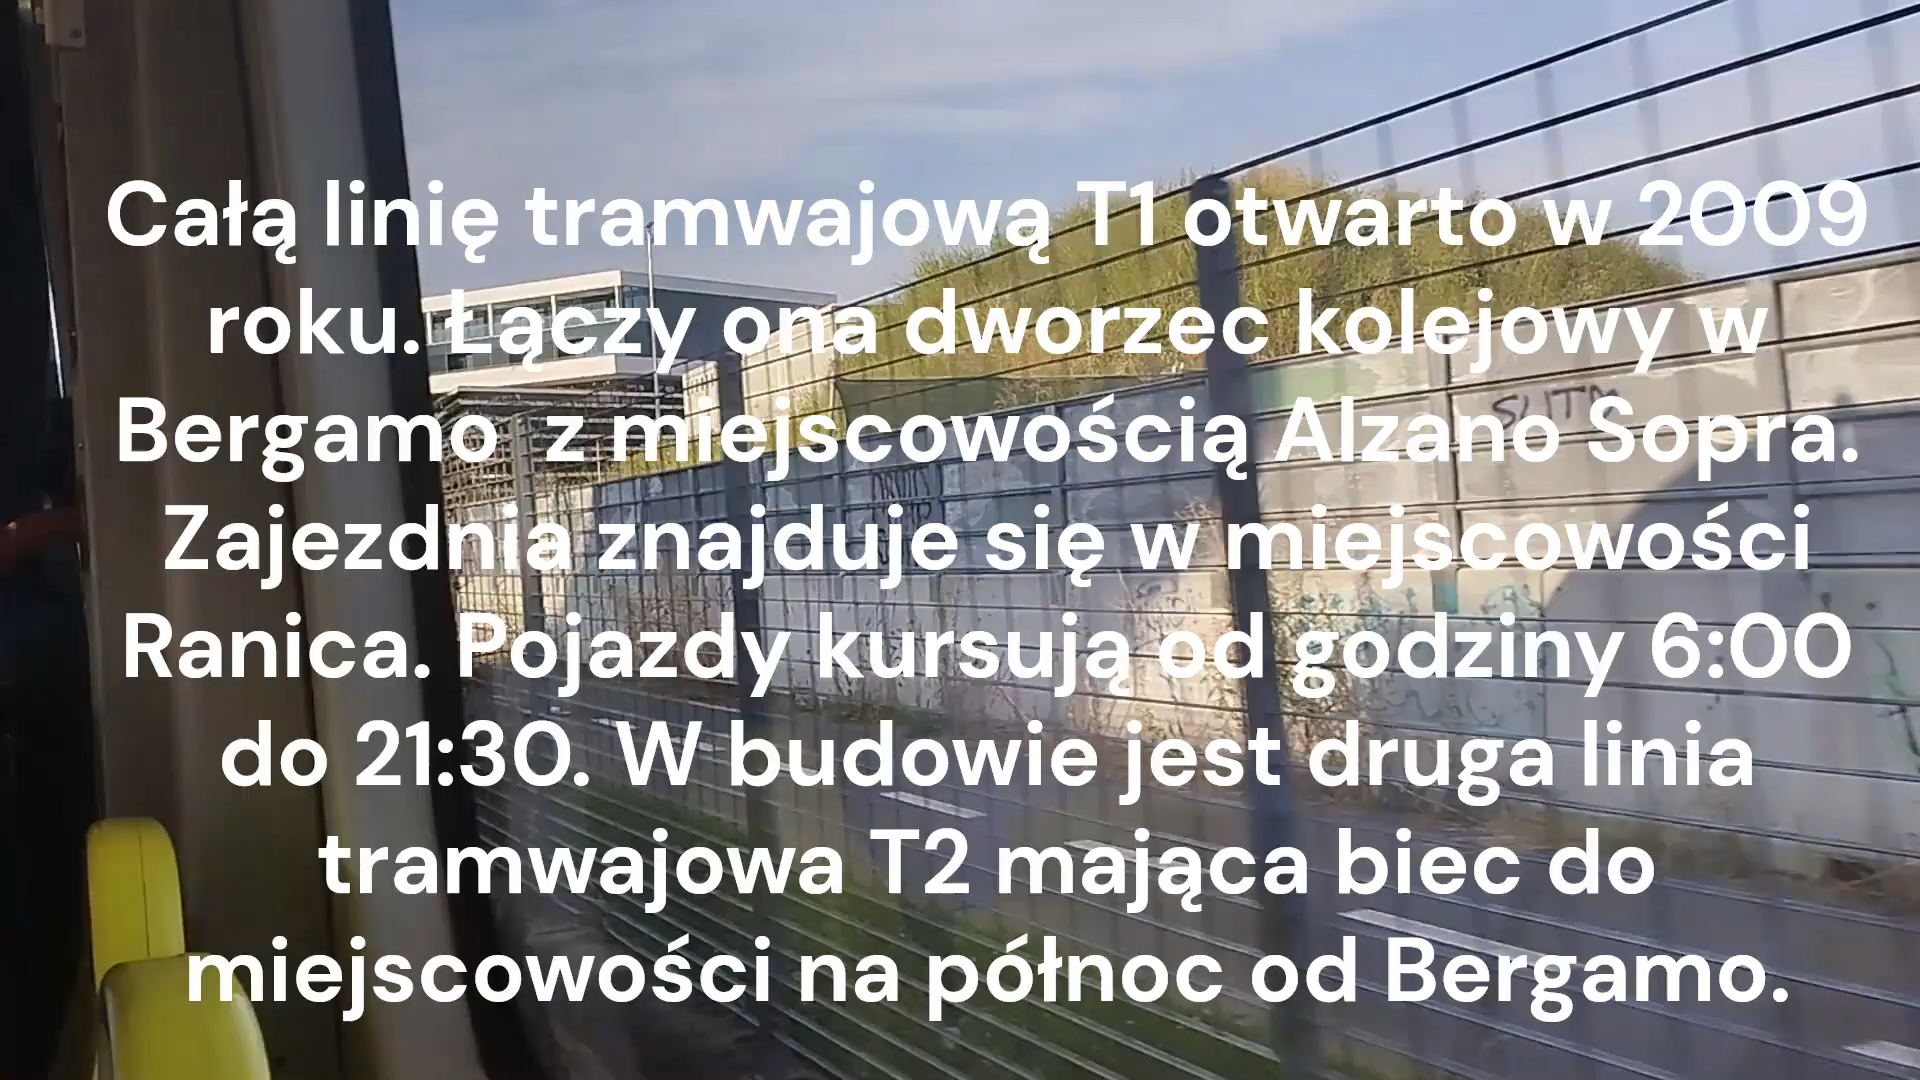 Całą linię tramwajową T1 otwarto w 2009
roku. Łączy ona dworzec kolejowy w
Bergamo z miejscowością Alzano Sopra.
Zajezdnia znajduje się w miejscowości
Ranica. Pojazdy kursują od godziny 6:00
do 21:30. W budowie jest druga linia
tramwajowa T2 mająca biec do
miejscowości na północ od Bergamo.